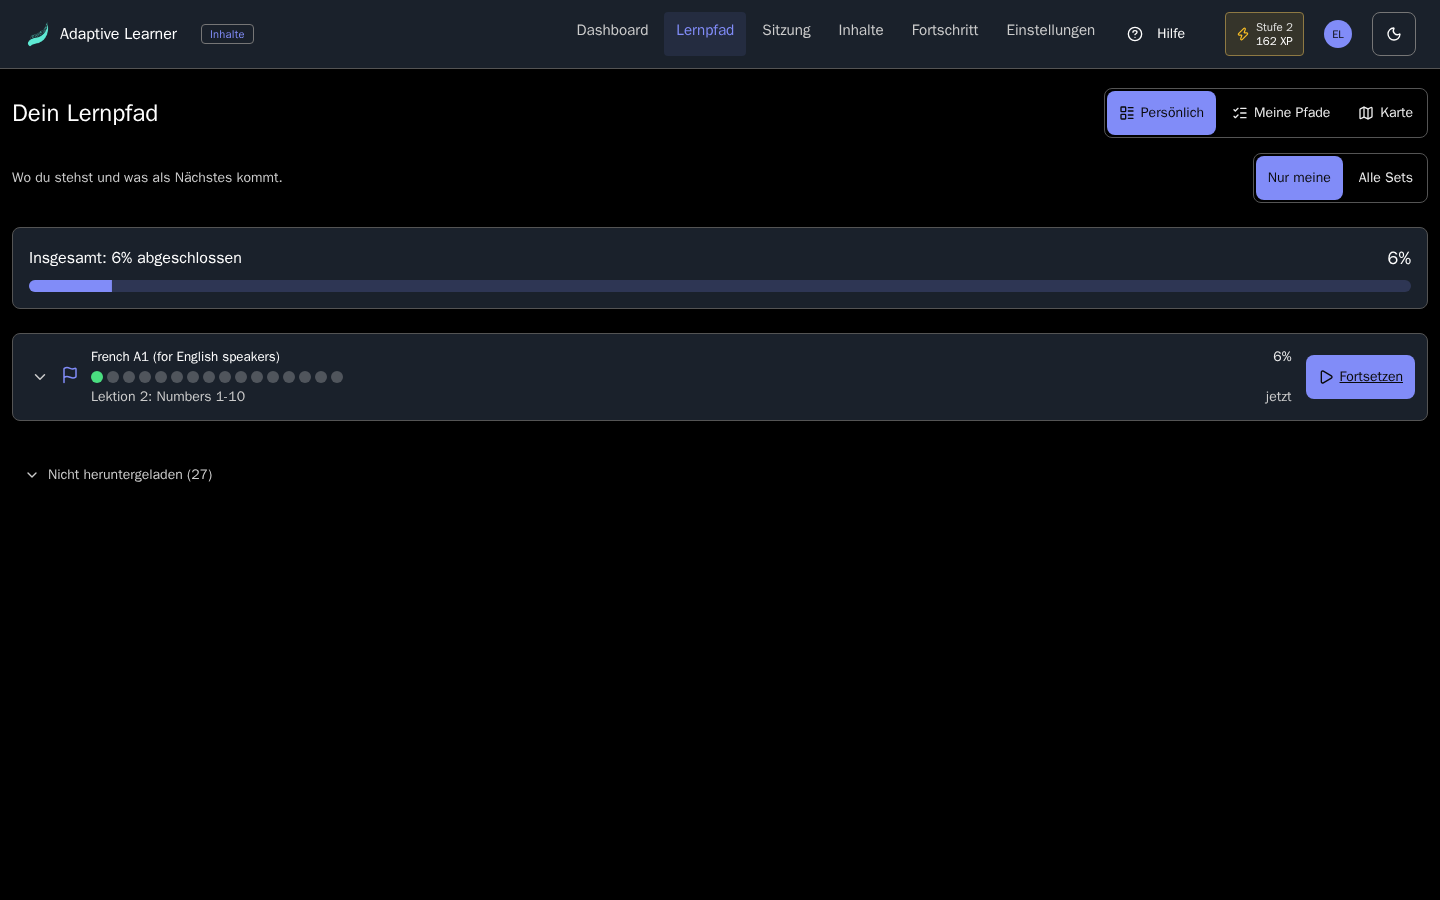 Adaptive Learner
Inhalte
Dashboard
Lernpfad
Sitzung
Inhalte
Fortschritt
Einstellungen
Hilfe
Stufe 2
162 XP
EL
Dein Lernpfad
Persönlich
Meine Pfade
Karte
Wo du stehst und was als Nächstes kommt.
Nur meine
Alle Sets
Insgesamt: 6% abgeschlossen
6%
French A1 (for English speakers)
6%
Lektion 2: Numbers 1-10
jetzt
Fortsetzen
Nicht heruntergeladen (27)